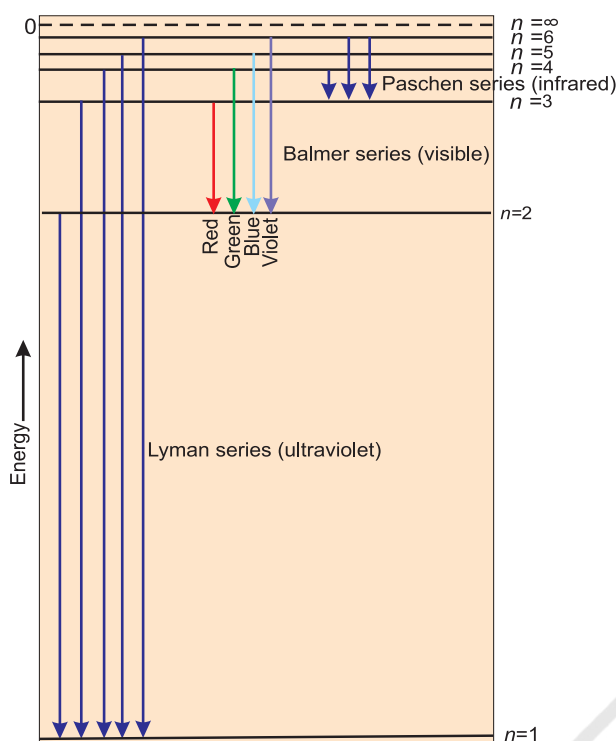 0
n = ∞
n = 6
n = 5
n = 4
Paschen series (infrared)
n = 3
Balmer series (visible)
n=2
Red
Green
Blue
Violet
Energy
Lyman series (ultraviolet)
n=1